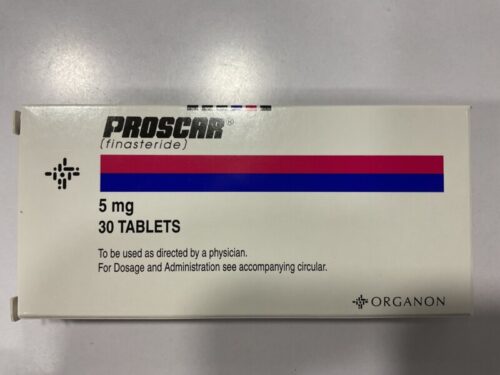 PROSCAR®
(finasteride)
5 mg
30 TABLETS
To be used as directed by a physician.
For Dosage and Administration see accompanying circular.
ORGANON